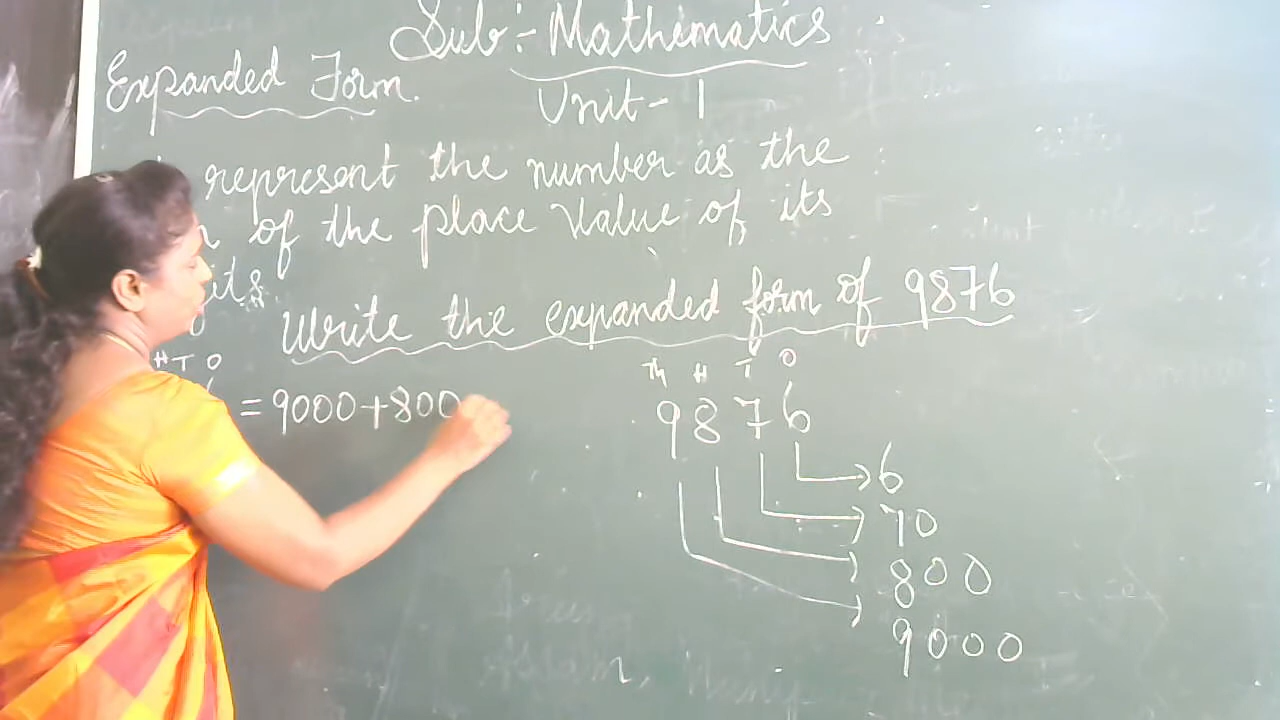 Sub:- Mathematics
Expanded Form.
Unit - 1
represent the number as the
of the place value of its
Write the expanded form of 9876
H T O
= 9000+800
Th H T O
9 8 7 6
6
70
800
9000